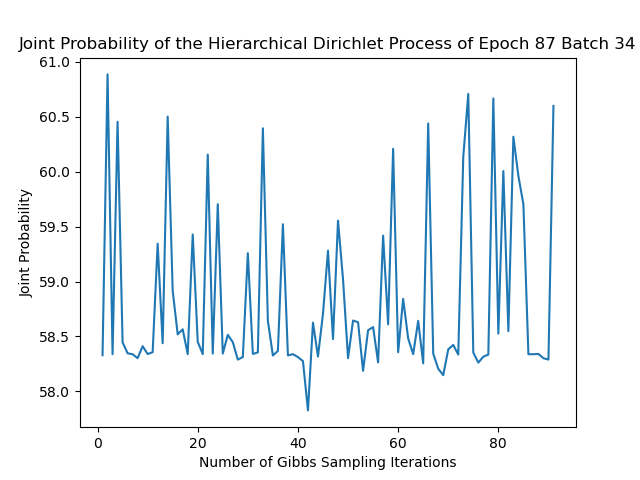 Joint Probability of the Hierarchical Dirichlet Process of Epoch 87 Batch 34
61.0
60.5
60.0
59.5
59.0
58.5
58.0
Joint Probability
0 20 40 60 80
Number of Gibbs Sampling Iterations